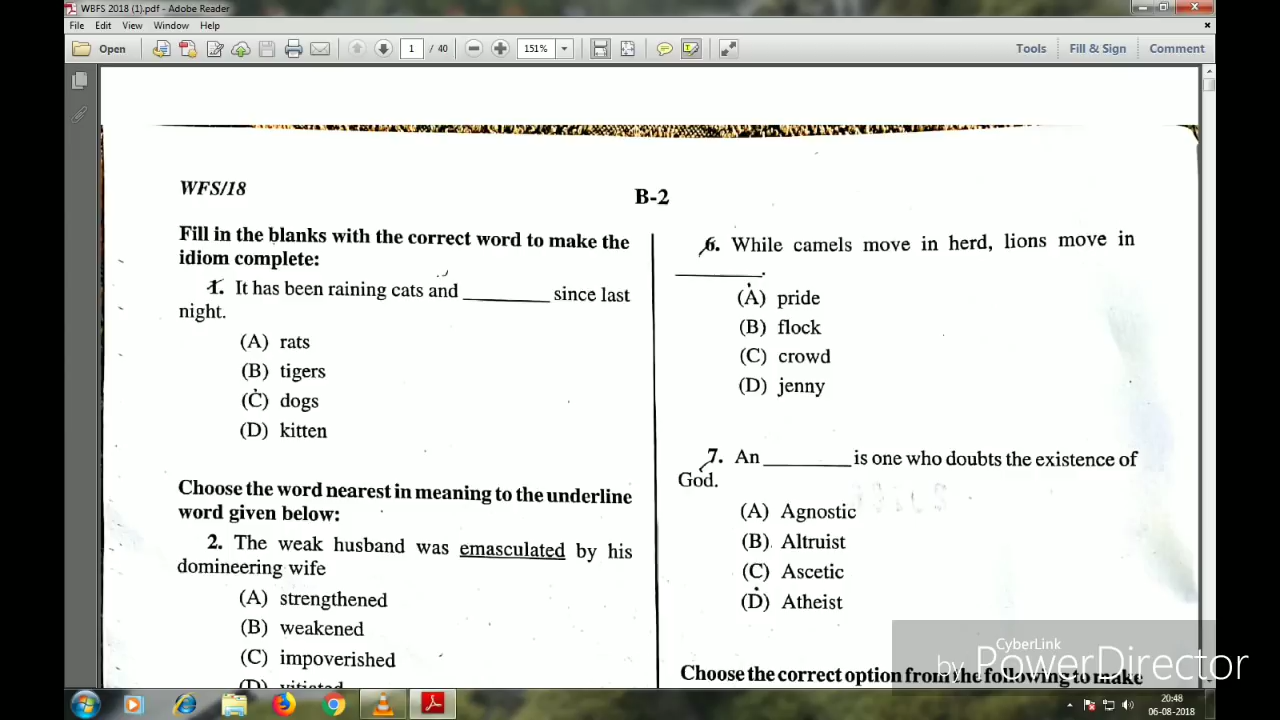 WBFS 2018 (1).pdf - Adobe Reader
File Edit View Window Help
Open 1 / 40 151% Tools Fill & Sign Comment
WFS/18
B-2
Fill in the blanks with the correct word to make the
idiom complete:
1. It has been raining cats and ________ since last
night.
(A) rats
(B) tigers
(C) dogs
(D) kitten
Choose the word nearest in meaning to the underline
word given below:
2. The weak husband was emasculated by his
domineering wife
(A) strengthened
(B) weakened
(C) impoverished
(D) vitiated
6. While camels move in herd, lions move in
________.
(A) pride
(B) flock
(C) crowd
(D) jenny
7. An ________ is one who doubts the existence of
God.
(A) Agnostic
(B) Altruist
(C) Ascetic
(D) Atheist
Choose the correct option from the following to make
CyberLink
by PowerDirector
20:48
06-08-2018